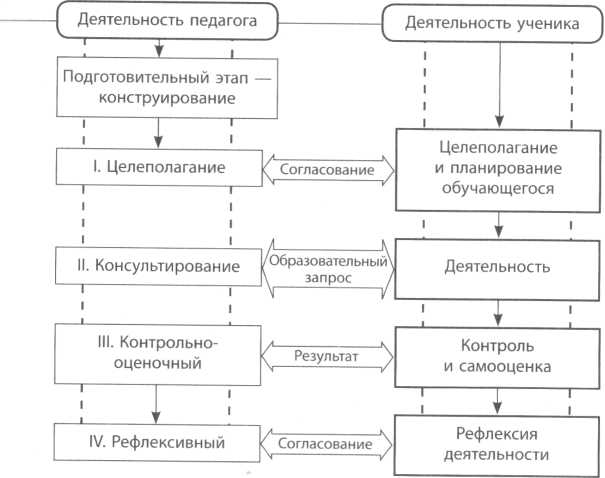 Деятельность педагога
Деятельность ученика
Подготовительный этап —
конструирование
I. Целеполагание
Согласование
Целеполагание
и планирование
обучающегося
II. Консультирование
Образовательный
запрос
Деятельность
III. Контрольно-
оценочный
Результат
Контроль
и самооценка
IV. Рефлексивный
Согласование
Рефлексия
деятельности